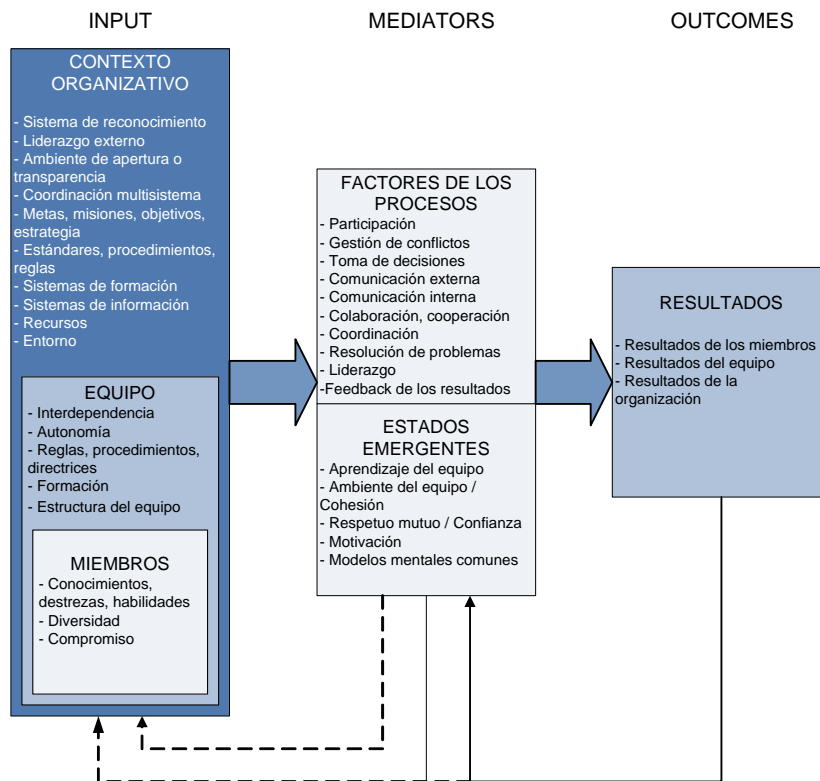 INPUT
MEDIATORS
OUTCOMES
CONTEXTO
ORGANIZATIVO
- Sistema de reconocimiento
- Liderazgo externo
- Ambiente de apertura o
transparencia
- Coordinación multisistema
- Metas, misiones, objetivos,
estrategia
- Estándares, procedimientos,
reglas
- Sistemas de formación
- Sistemas de información
- Recursos
- Entorno
EQUIPO
- Interdependencia
- Autonomía
- Reglas, procedimientos,
directrices
- Formación
- Estructura del equipo
MIEMBROS
- Conocimientos,
destrezas, habilidades
- Diversidad
- Compromiso
FACTORES DE LOS
PROCESOS
- Participación
- Gestión de conflictos
- Toma de decisiones
- Comunicación externa
- Comunicación interna
- Colaboración, cooperación
- Coordinación
- Resolución de problemas
- Liderazgo
-Feedback de los resultados
ESTADOS
EMERGENTES
- Aprendizaje del equipo
- Ambiente del equipo /
Cohesión
- Respetuo mutuo / Confianza
- Motivación
- Modelos mentales comunes
RESULTADOS
- Resultados de los miembros
- Resultados del equipo
- Resultados de la
organización